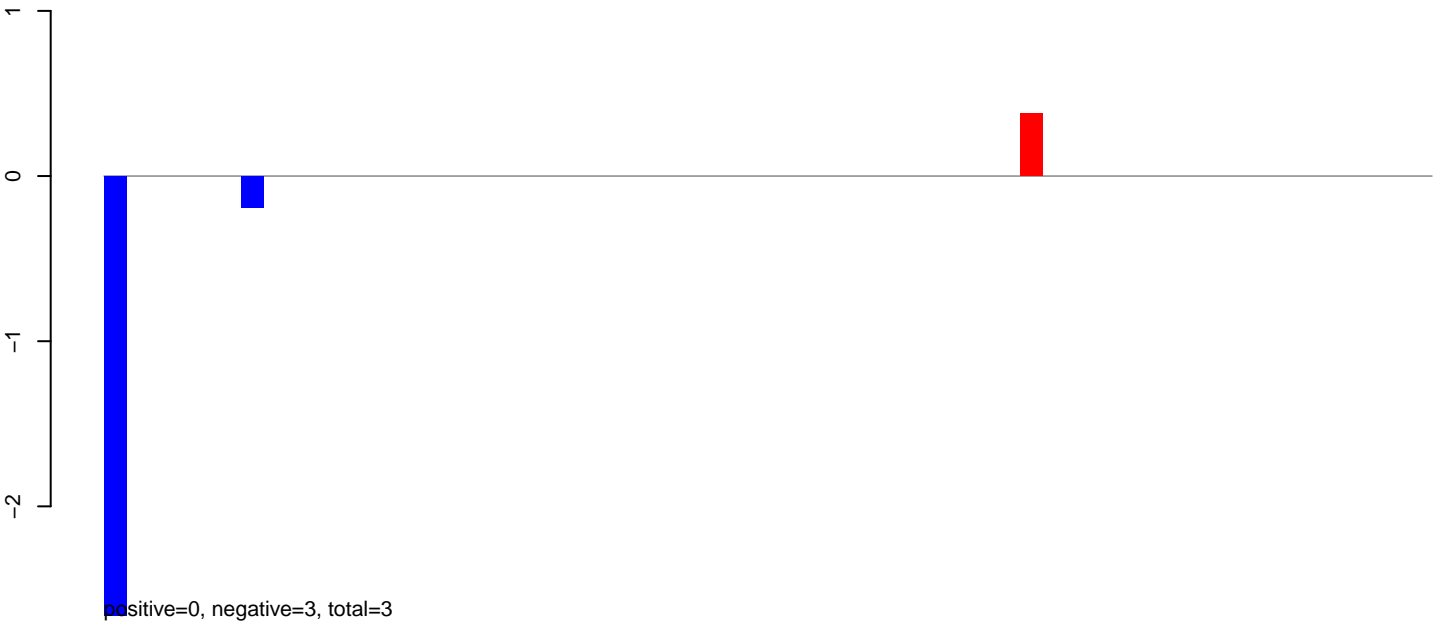 1
0
−1
−2
positive=0, negative=3, total=3